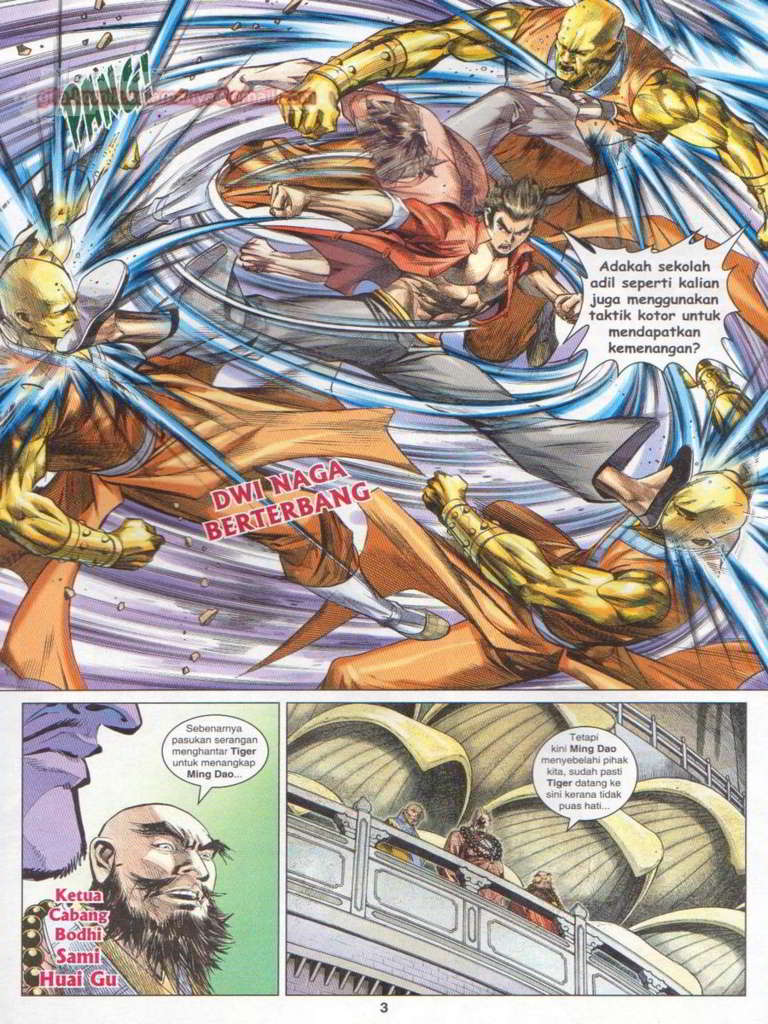 PANG!
Adakah sekolah
adil seperti kalian
juga menggunakan
taktik kotor untuk
mendapatkan
kemenangan?
DWI NAGA
BERTERBANG
Sebenarnya
pasukan serangan
menghantar Tiger
untuk menangkap
Ming Dao...
Ketua
Cabang
Bodhi
Sami
Huai Gu
Tetapi
kini Ming Dao
menyebelahi pihak
kita, sudah pasti
Tiger datang ke
sini kerana tidak
puas hati...
3